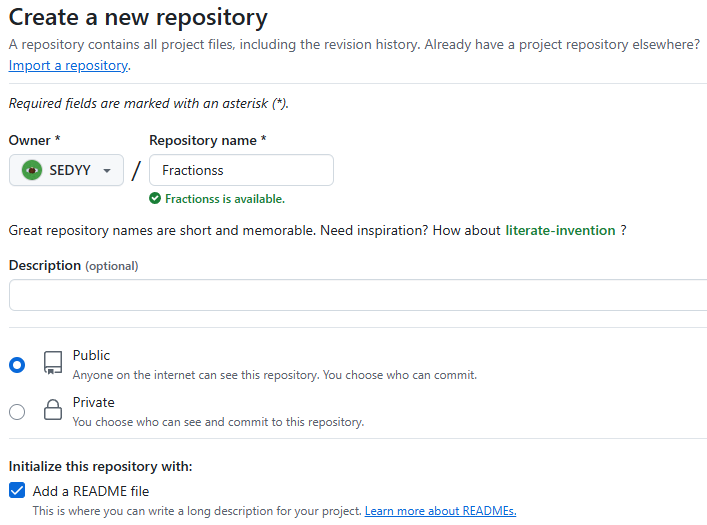 Create a new repository
A repository contains all project files, including the revision history. Already have a project repository elsewhere?
Import a repository.
Required fields are marked with an asterisk (*).
Owner *
Repository name *
SEDYY
/
Fractionss
Fractionss is available.
Great repository names are short and memorable. Need inspiration? How about literate-invention ?
Description (optional)
Public
Anyone on the internet can see this repository. You choose who can commit.
Private
You choose who can see and commit to this repository.
Initialize this repository with:
Add a README file
This is where you can write a long description for your project. Learn more about READMEs.